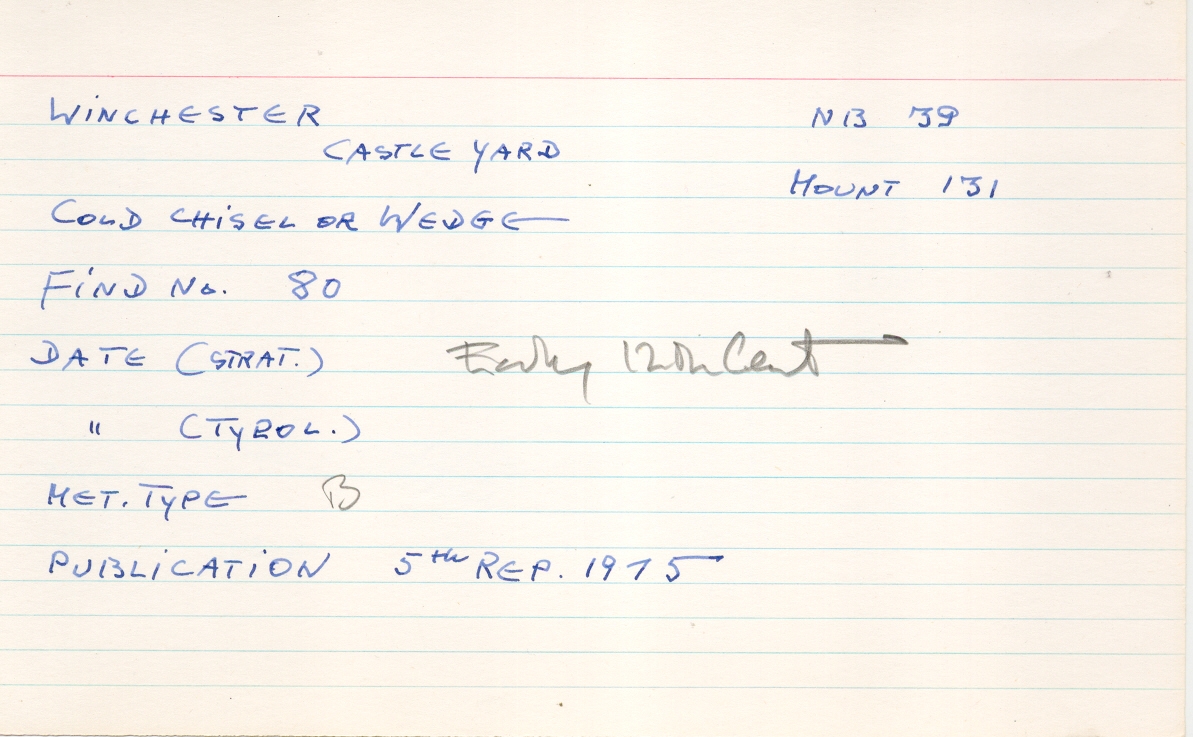 WINCHESTER NB 39
CASTLE YARD
MOUNT 131
COLD CHISEL OR WEDGE
FIND No. 80
DATE (STRAT.) Early 12th Cent
" (TYPOL.)
MET. TYPE B
PUBLICATION 5th REP. 1975